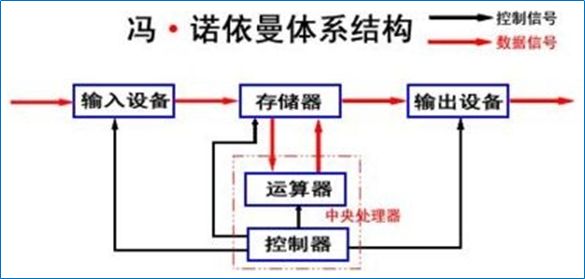 冯·诺依曼体系结构
控制信号
数据信号
输入设备
存储器
输出设备
运算器
中央处理器
控制器